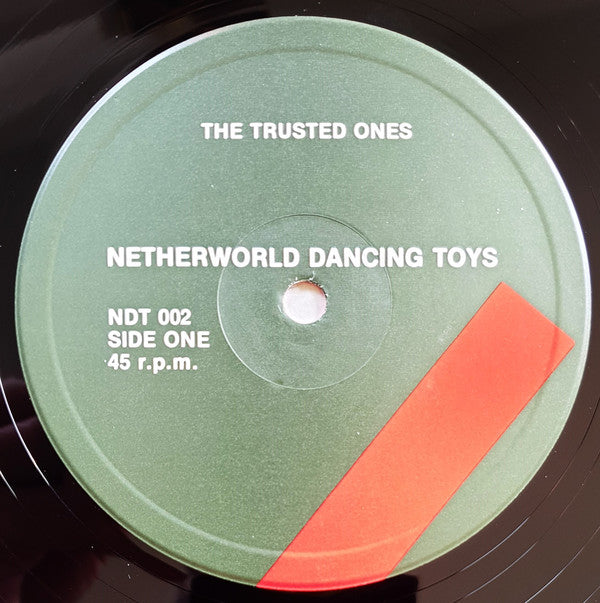 THE TRUSTED ONES
NETHERWORLD DANCING TOYS
NDT 002
SIDE ONE
45 r.p.m.